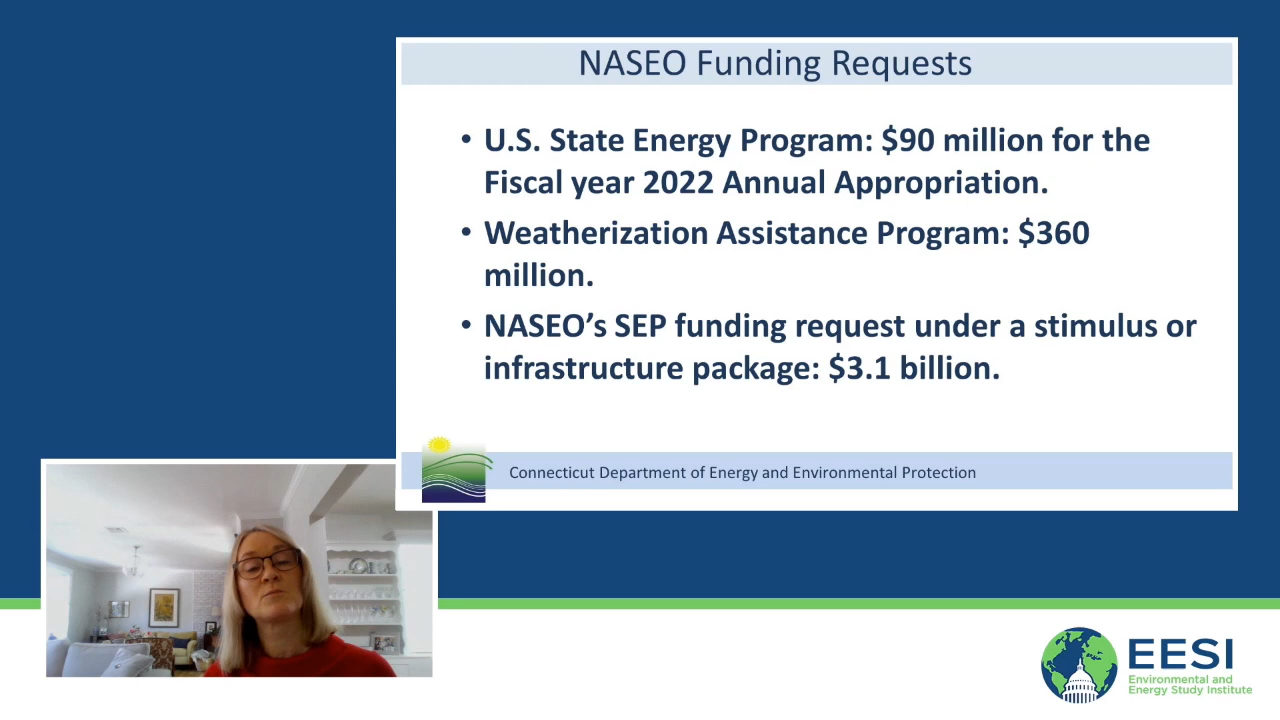 NASEO Funding Requests
• U.S. State Energy Program: $90 million for the
Fiscal year 2022 Annual Appropriation.
• Weatherization Assistance Program: $360
million.
• NASEO’s SEP funding request under a stimulus or
infrastructure package: $3.1 billion.
Connecticut Department of Energy and Environmental Protection
EESI
Environmental and
Energy Study Institute